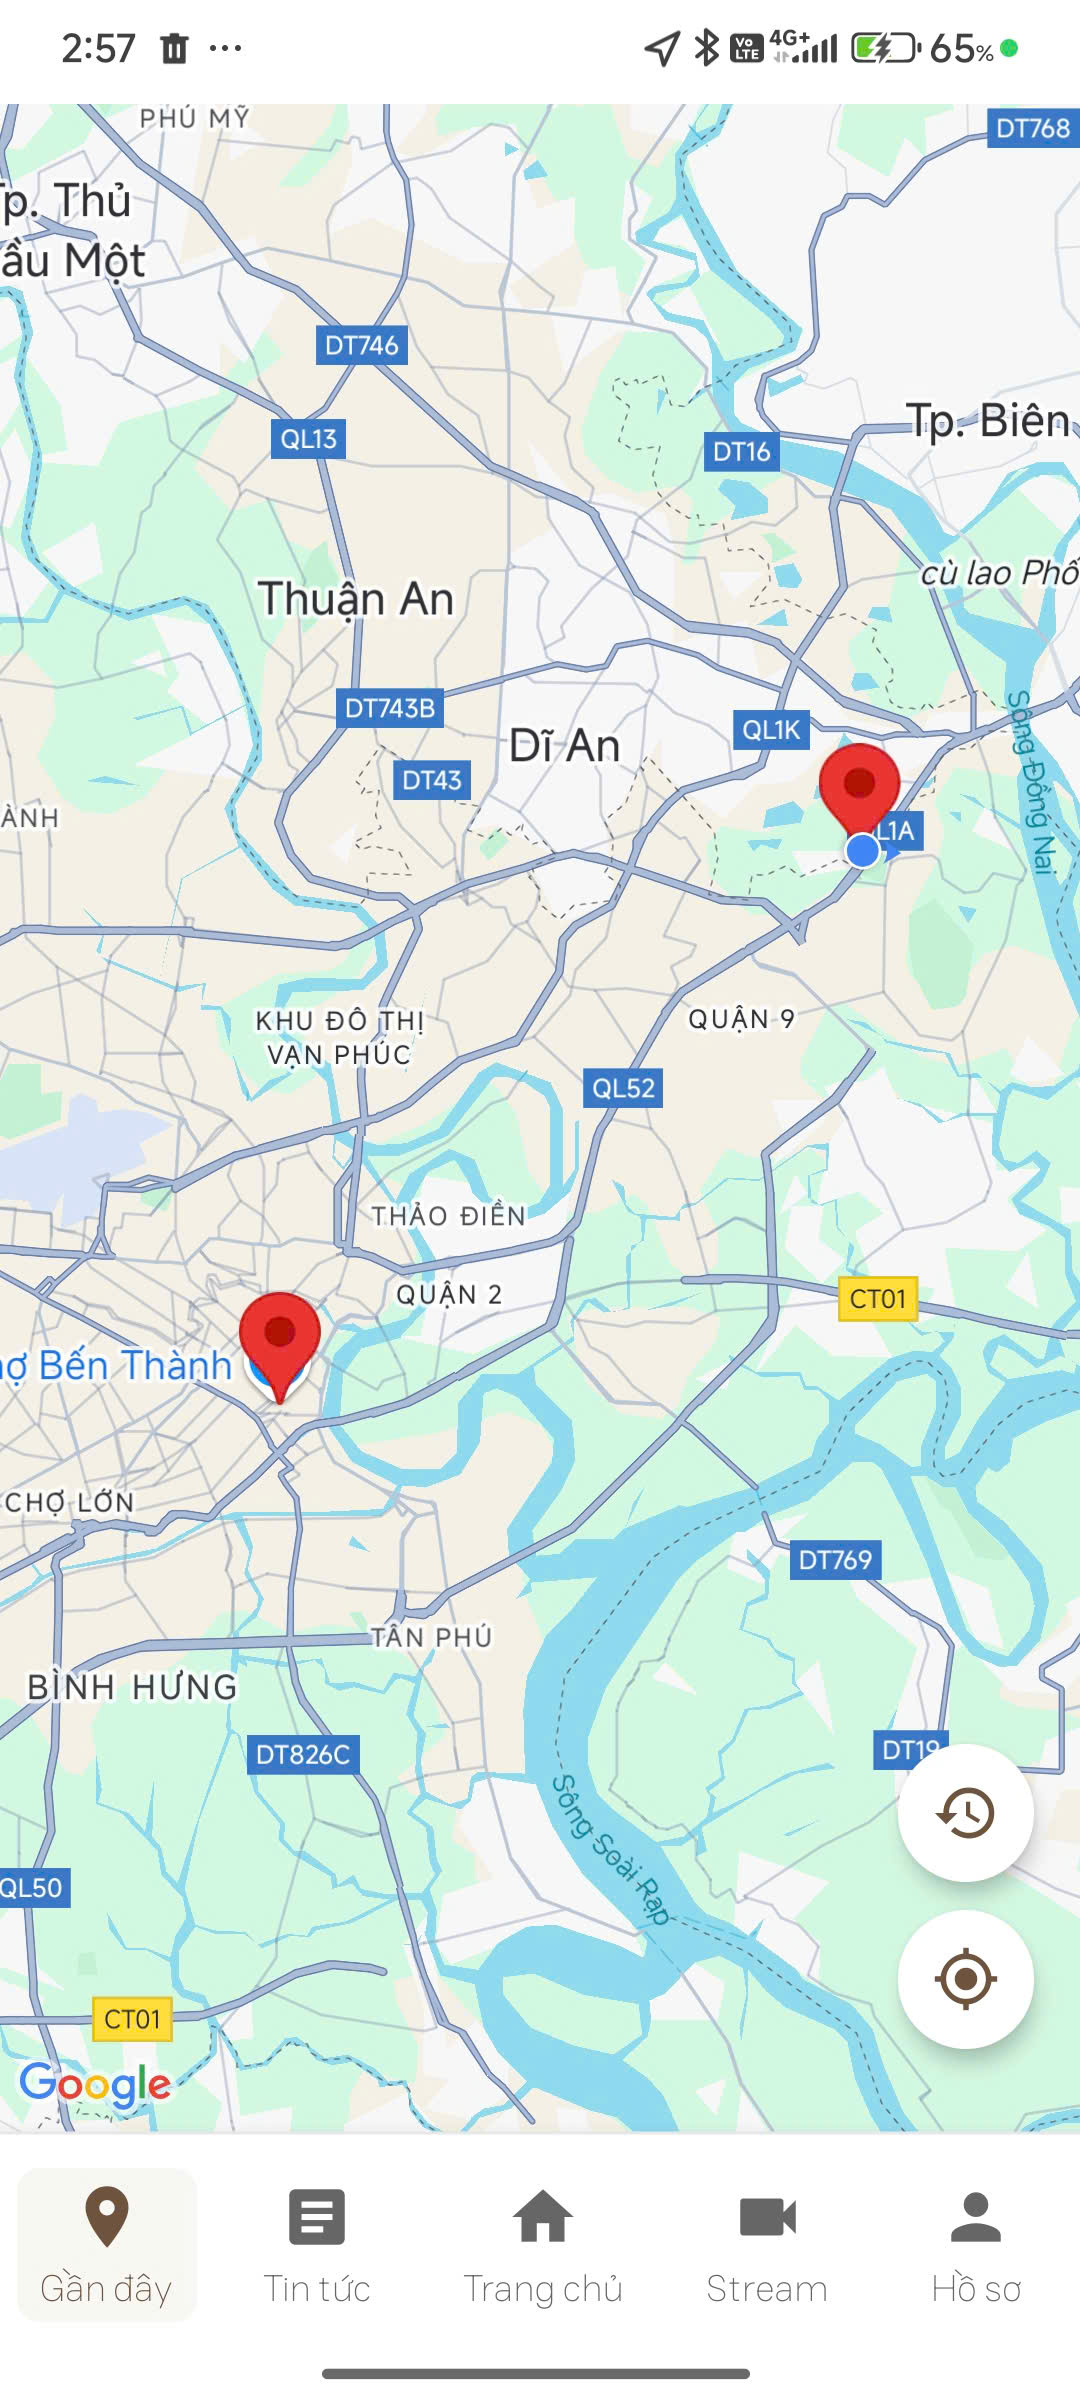 2:57
Vo
LTE
4G+
65%
PHÚ MỸ
DT768
Tp. Thủ
ầu Một
DT746
Tp. Biên
QL13
DT16
cù lao Phố
Thuận An
DT743B
Sông Đồng Nai
QL1K
Dĩ An
DT43
ÀNH
L1A
KHU ĐÔ THỊ
VẠN PHÚC
QUẬN 9
QL52
THẢO ĐIỀN
QUẬN 2
CT01
ợ Bến Thành
CHỢ LỚN
DT769
TÂN PHÚ
BÌNH HƯNG
DT826C
DT19
Sông Soài Rạp
QL50
CT01
Google
Gần đây
Tin tức
Trang chủ
Stream
Hồ sơ